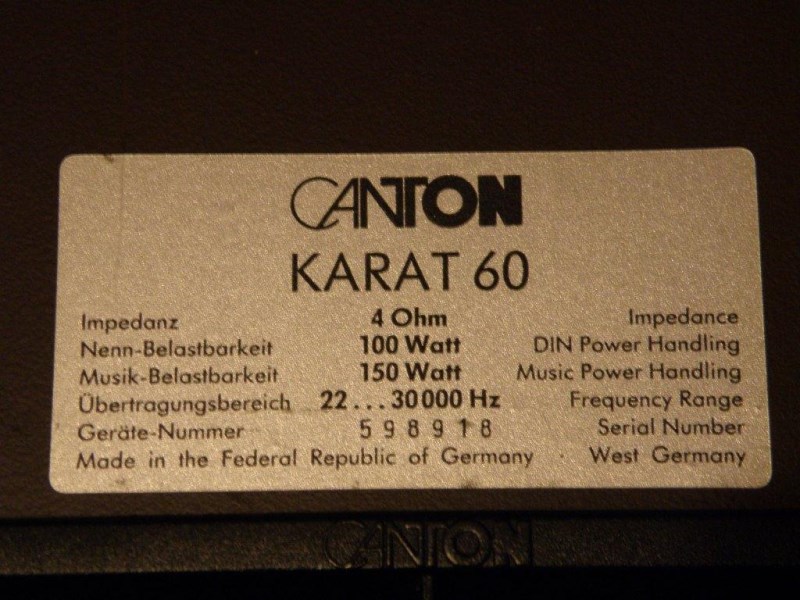 CANTON
KARAT 60
Impedanz 4 Ohm Impedance
Nenn-Belastbarkeit 100 Watt DIN Power Handling
Musik-Belastbarkeit 150 Watt Music Power Handling
Übertragungsbereich 22...30000 Hz Frequency Range
Geräte-Nummer 598918 Serial Number
Made in the Federal Republic of Germany · West Germany
CANTON